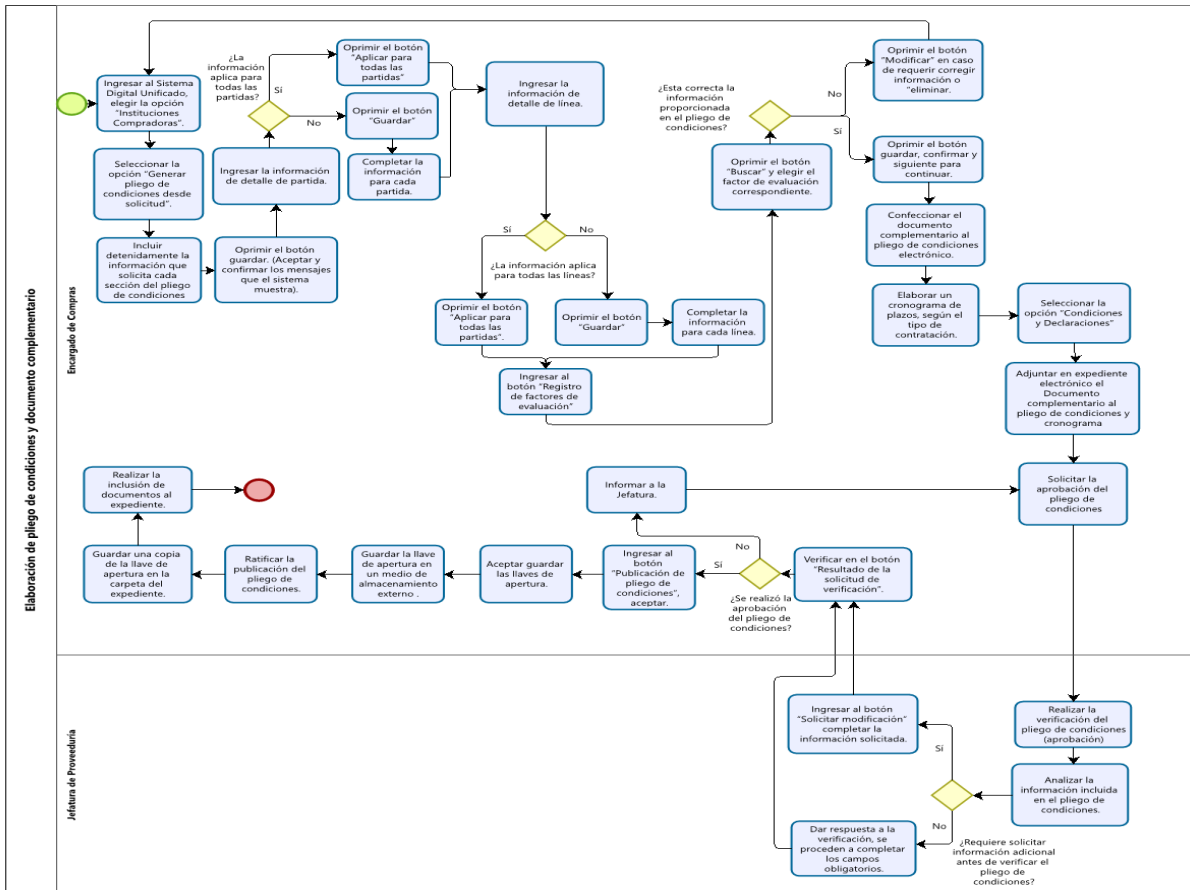 Elaboración de pliego de condiciones y documento complementario
Encargado de Compras
Ingresar al Sistema
Digital Unificado,
elegir la opción
“Instituciones
Compradoras”.
Seleccionar la
opción “Generar
pliego de
condiciones desde
solicitud”.
Incluir
detenidamente la
información que
solicita cada
sección del pliego
de condiciones
Oprimir el botón
guardar. (Aceptar y
confirmar los mensajes
que el sistema
muestra).
Ingresar la información
de detalle de partida.
¿La
información
aplica para
todas las
partidas?
Sí
No
Oprimir el botón
“Aplicar para
todas las partidas”
Oprimir el botón
“Guardar”
Completar la
información
para cada
partida.
Ingresar la
información de
detalle de línea.
Sí
No
¿La información aplica
para todas las líneas?
Oprimir el botón
“Aplicar para
todas las
partidas”.
Oprimir el botón
“Guardar”
Completar la
información
para cada línea.
Ingresar al
botón “Registro
de factores de
evaluación”
Oprimir el botón
“Buscar” y elegir el
factor de evaluación
correspondiente.
¿Esta correcta la
información
proporcionada
en el pliego de
condiciones?
No
Sí
Oprimir el botón
“Modificar” en caso
de requerir corregir
información o
“eliminar.
Oprimir el botón
guardar, confirmar y
siguiente para
continuar.
Confeccionar el
documento
complementario al
pliego de condiciones
electrónico.
Elaborar un
cronograma de
plazos, según el
tipo de
contratación.
Seleccionar la
opción “Condiciones
y Declaraciones”
Adjuntar en expediente
electrónico el
Documento
complementario al
pliego de condiciones y
cronograma
Solicitar la
aprobación del
pliego de
condiciones
Informar a la
Jefatura.
No
Sí
¿Se realizó la
aprobación
del pliego de
condiciones?
Verificar en el botón
“Resultado de la
solicitud de
verificación”.
Ingresar al
botón
“Publicación de
pliego de
condiciones”,
aceptar.
Aceptar guardar
las llaves de
apertura.
Guardar la llave
de apertura en
un medio de
almacenamiento
externo .
Ratificar la
publicación del
pliego de
condiciones.
Guardar una copia
de la llave de
apertura en la
carpeta del
expediente.
Realizar la
inclusión de
documentos al
expediente.
Jefatura de Proveeduría
Realizar la
verificación del
pliego de condiciones
(aprobación)
Analizar la
información incluida
en el pliego de
condiciones.
Sí
No
¿Requiere solicitar
información adicional
antes de verificar el
pliego de
condiciones?
Ingresar al botón
“Solicitar modificación”
completar la
información solicitada.
Dar respuesta a la
verificación, se
proceden a completar
los campos
obligatorios.